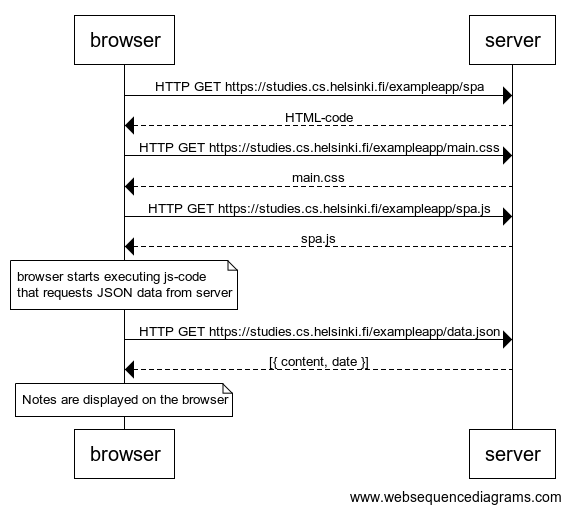 browser
server
HTTP GET https://studies.cs.helsinki.fi/exampleapp/spa
HTML-code
HTTP GET https://studies.cs.helsinki.fi/exampleapp/main.css
main.css
HTTP GET https://studies.cs.helsinki.fi/exampleapp/spa.js
spa.js
browser starts executing js-code
that requests JSON data from server
HTTP GET https://studies.cs.helsinki.fi/exampleapp/data.json
[{ content, date }]
Notes are displayed on the browser
browser
server
www.websequencediagrams.com